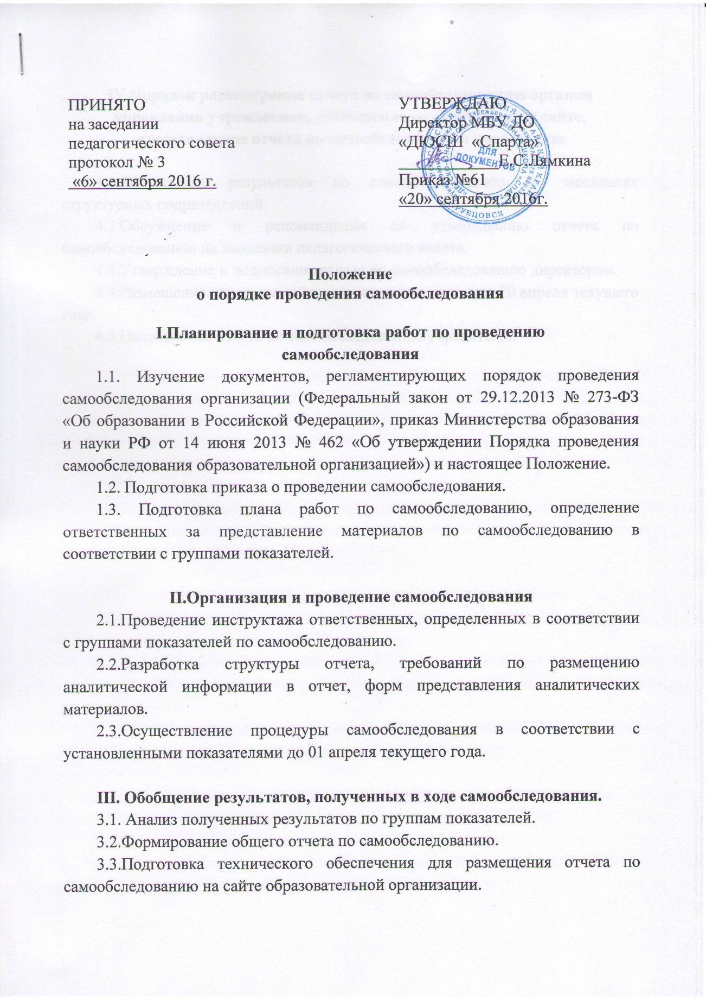 ПРИНЯТО
на заседании
педагогического совета
протокол № 3
«6» сентября 2016 г.
УТВЕРЖДАЮ
Директор МБУ ДО
«ДЮСШ «Спарта»
Е.С.Лямкина
Приказ №61
«20» сентября 2016г.
ДЛЯ
ДОКУМЕНТОВ
РОССИЙСКАЯ ФЕДЕРАЦИЯ АЛТАЙСКИЙ КРАЙ
Г.РУБЦОВСК
Положение
о порядке проведения самообследования
I.Планирование и подготовка работ по проведению
самообследования
1.1. Изучение документов, регламентирующих порядок проведения
самообследования организации (Федеральный закон от 29.12.2013 № 273-ФЗ
«Об образовании в Российской Федерации», приказ Министерства образования
и науки РФ от 14 июня 2013 № 462 «Об утверждении Порядка проведения
самообследования образовательной организацией») и настоящее Положение.
1.2. Подготовка приказа о проведении самообследования.
1.3. Подготовка плана работ по самообследованию, определение
ответственных за представление материалов по самообследованию в
соответствии с группами показателей.
II.Организация и проведение самообследования
2.1.Проведение инструктажа ответственных, определенных в соответствии
с группами показателей по самообследованию.
2.2.Разработка структуры отчета, требований по размещению
аналитической информации в отчет, форм представления аналитических
материалов.
2.3.Осуществление процедуры самообследования в соответствии с
установленными показателями до 01 апреля текущего года.
III. Обобщение результатов, полученных в ходе самообследования.
3.1. Анализ полученных результатов по группам показателей.
3.2.Формирование общего отчета по самообследованию.
3.3.Подготовка технического обеспечения для размещения отчета по
самообследованию на сайте образовательной организации.